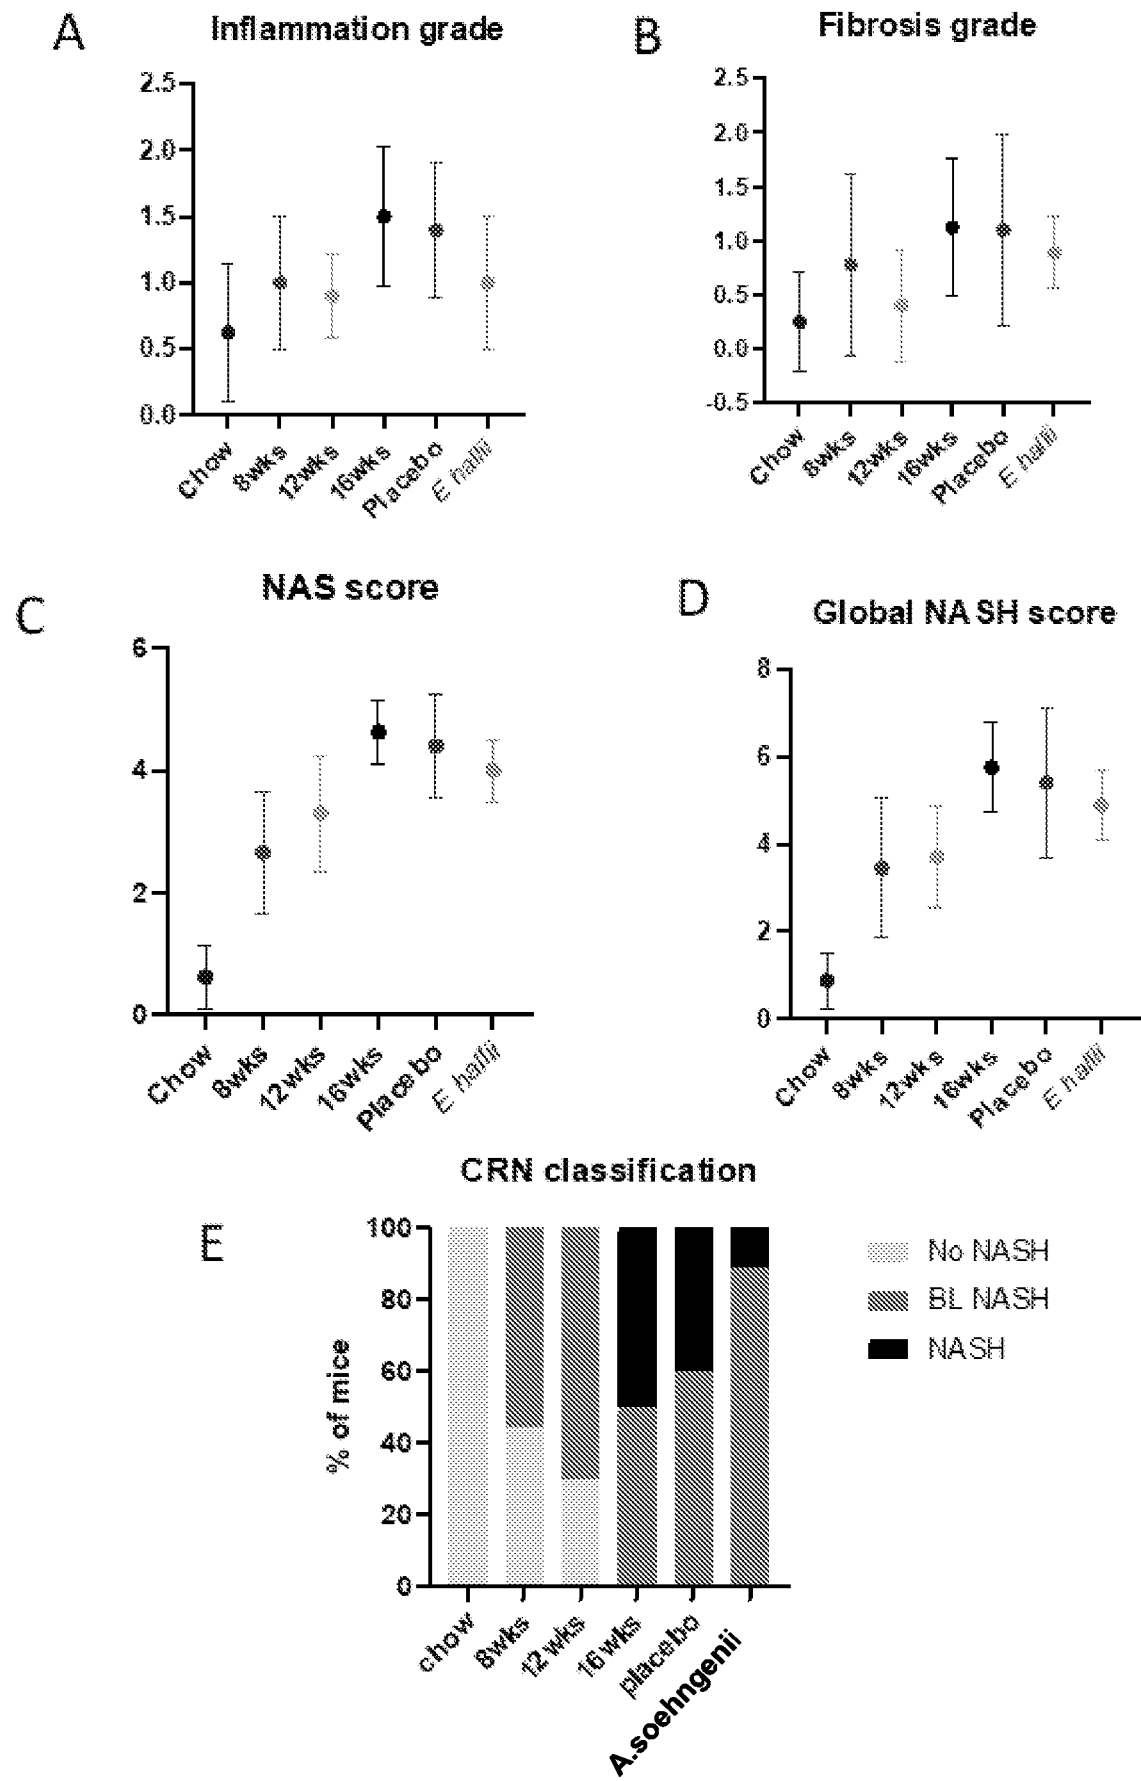 A
Inflammation grade
2.5
2.0
1.5
1.0
0.5
0.0
Chow
8wks
12wks
16wks
Placebo
E hallii
B
Fibrosis grade
2.5
2.0
1.5
1.0
0.5
0.0
-0.5
Chow
8wks
12wks
16wks
Placebo
E hallii
C
NAS score
6
4
2
0
Chow
8wks
12wks
16wks
Placebo
E hallii
D
Global NASH score
8
6
4
2
0
Chow
8wks
12wks
16wks
Placebo
E hallii
E
CRN classification
% of mice
100
80
60
40
20
0
chow
8wks
12wks
16wks
placebo
A.soehngenii
No NASH
BL NASH
NASH